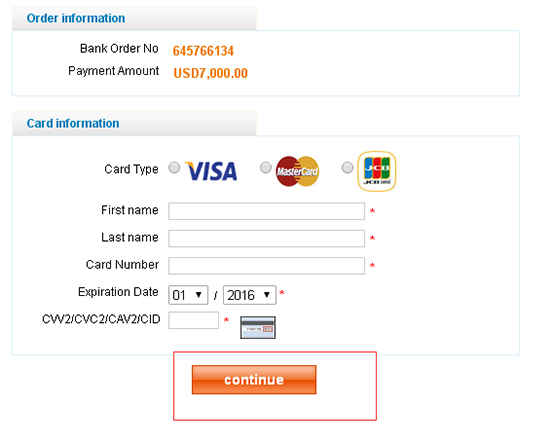 Order information
Bank Order No 645766134
Payment Amount USD7,000.00
Card information
Card Type VISA MasterCard JCB CARDS
First name *
Last name *
Card Number *
Expiration Date 01 / 2016 *
CVV2/CVC2/CAV2/CID *
continue